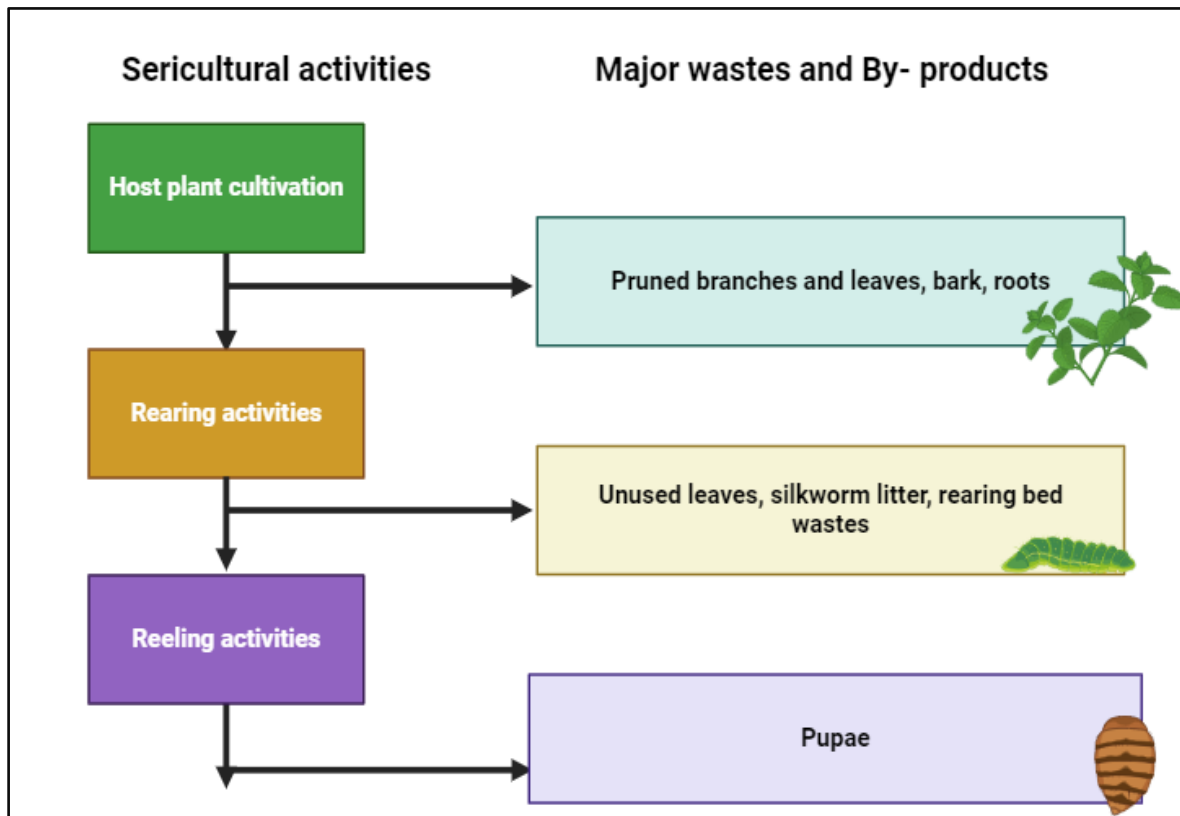 Sericultural activities
Major wastes and By- products
Host plant cultivation
Pruned branches and leaves, bark, roots
Rearing activities
Unused leaves, silkworm litter, rearing bed
wastes
Reeling activities
Pupae